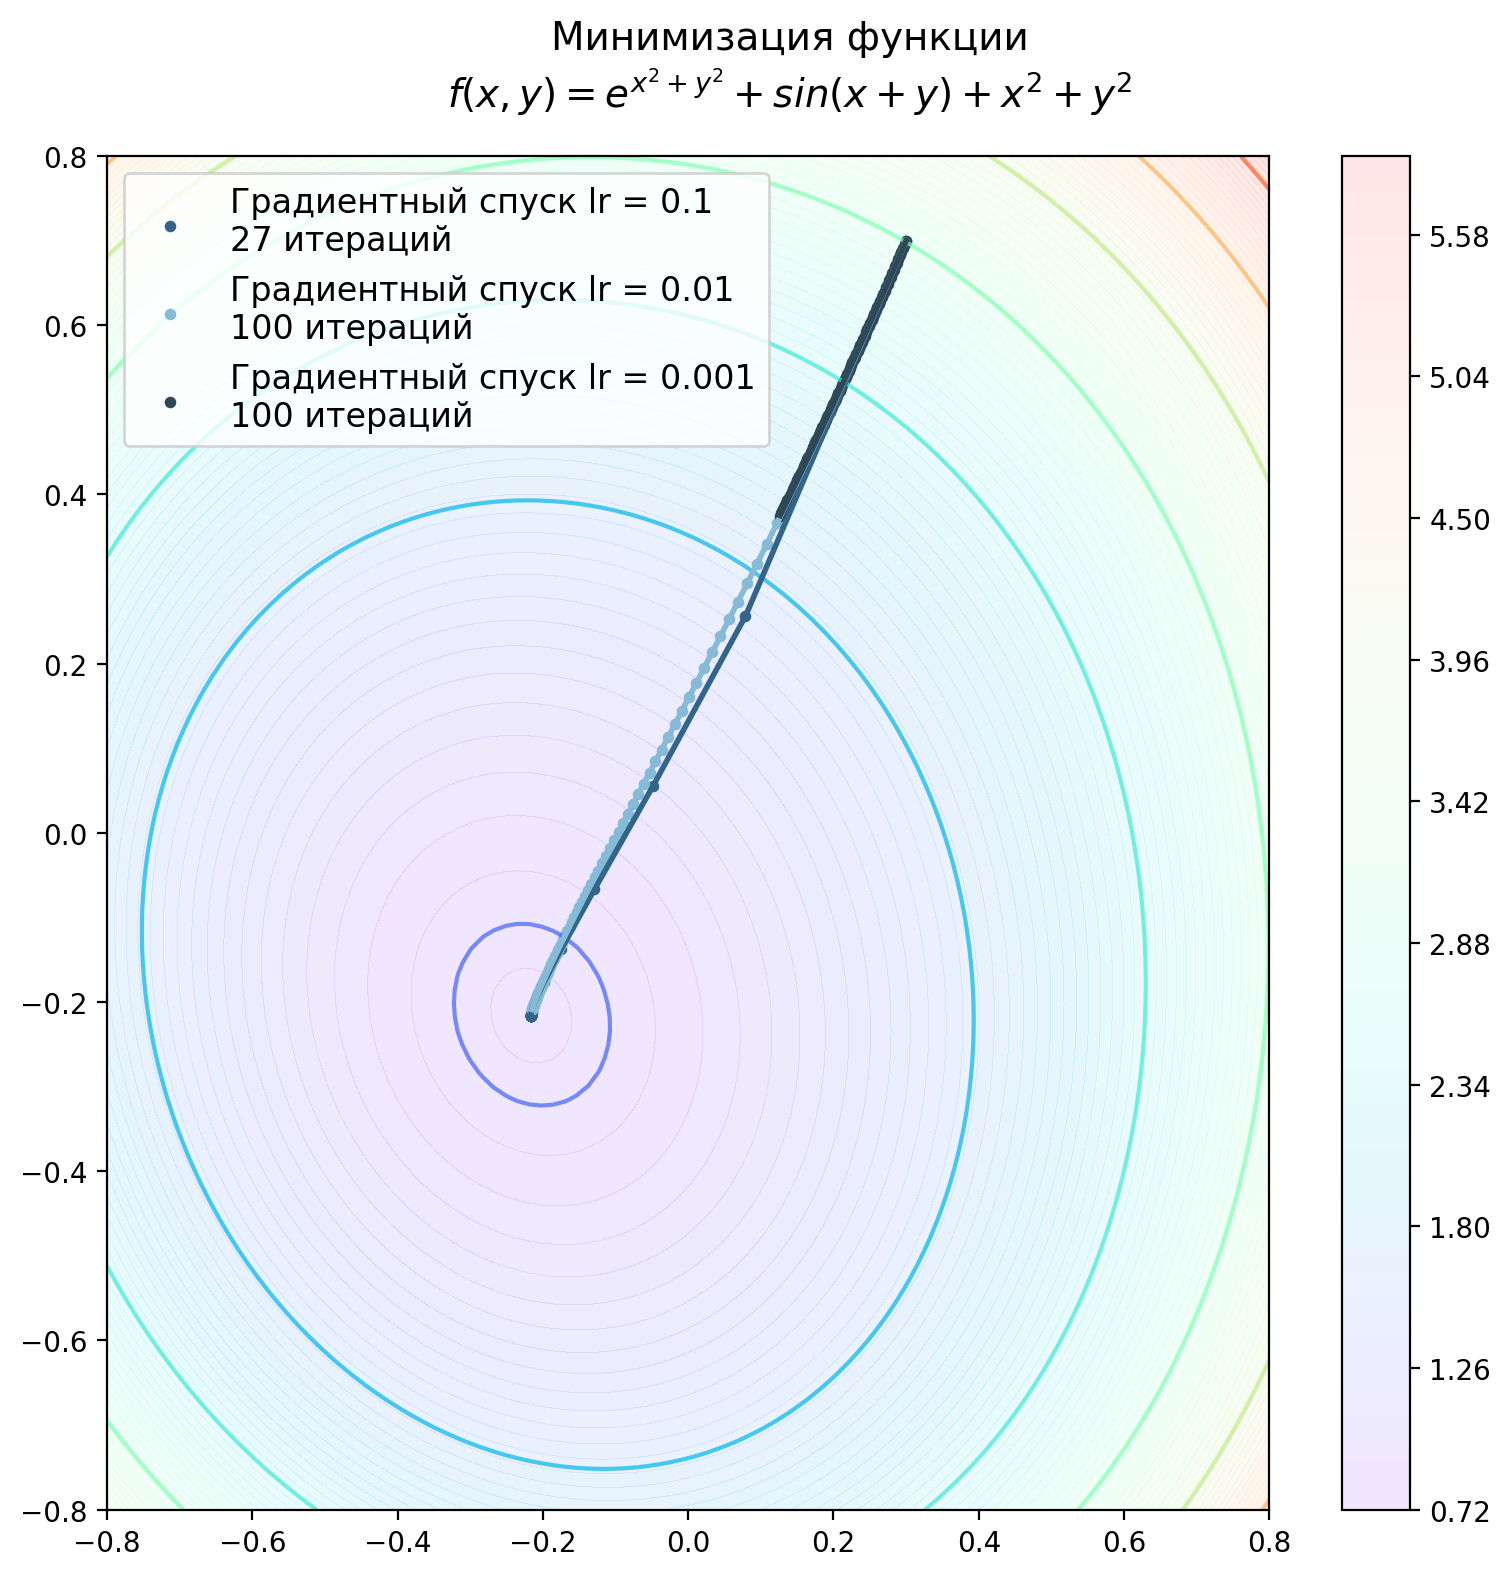 Минимизация функции
f(x, y) = e^{x^2 + y^2} + sin(x + y) + x^2 + y^2
Градиентный спуск lr = 0.1
27 итераций
Градиентный спуск lr = 0.01
100 итераций
Градиентный спуск lr = 0.001
100 итераций
0.8
0.6
0.4
0.2
0.0
−0.2
−0.4
−0.6
−0.8
−0.8 −0.6 −0.4 −0.2 0.0 0.2 0.4 0.6 0.8
5.58
5.04
4.50
3.96
3.42
2.88
2.34
1.80
1.26
0.72